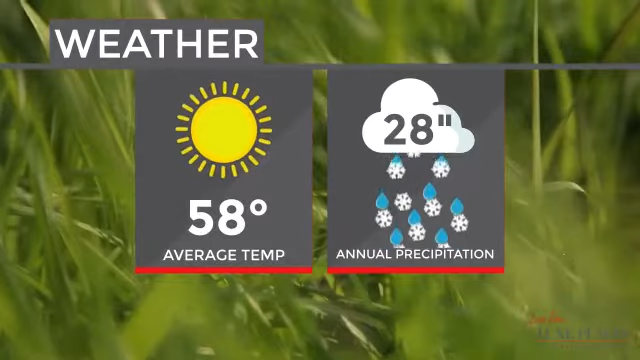 WEATHER
28"
58°
AVERAGE TEMP
ANNUAL PRECIPITATION